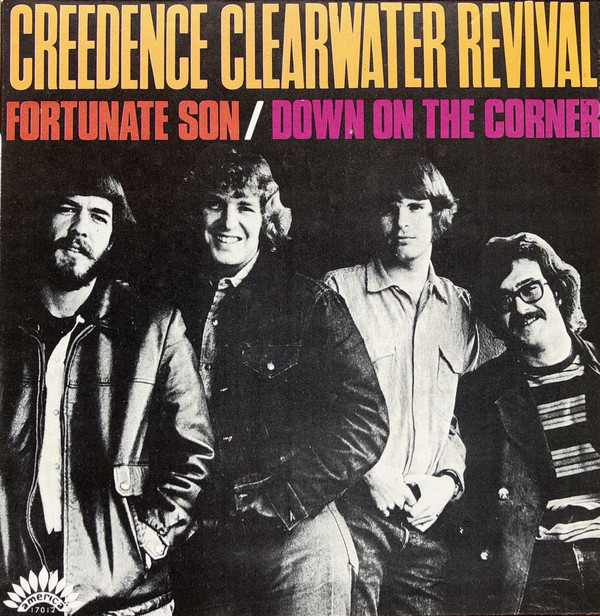 CREEDENCE CLEARWATER REVIVAL
FORTUNATE SON / DOWN ON THE CORNER
america
17012